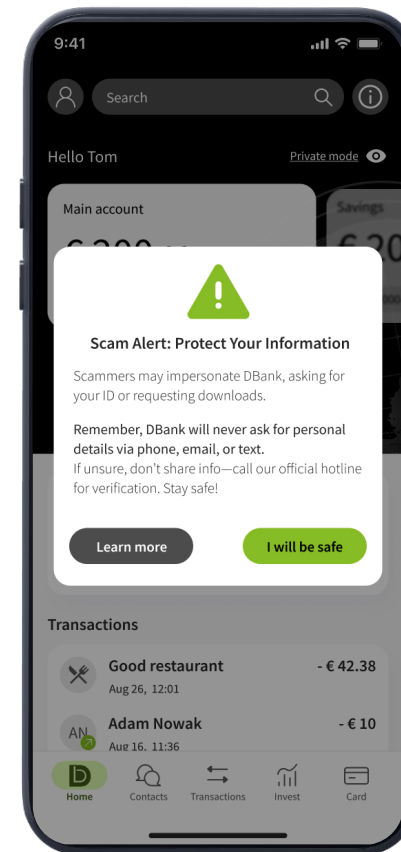 9:41
Search
Hello Tom
Private mode
Main account
Savings
Scam Alert: Protect Your Information
Scammers may impersonate DBank, asking for
your ID or requesting downloads.
Remember, DBank will never ask for personal
details via phone, email, or text.
If unsure, don't share info—call our official hotline
for verification. Stay safe!
Learn more
I will be safe
Transactions
Good restaurant
- € 42.38
Aug 26, 12:01
AN
Adam Nowak
- € 10
Aug 16, 11:36
Home
Contacts
Transactions
Invest
Card